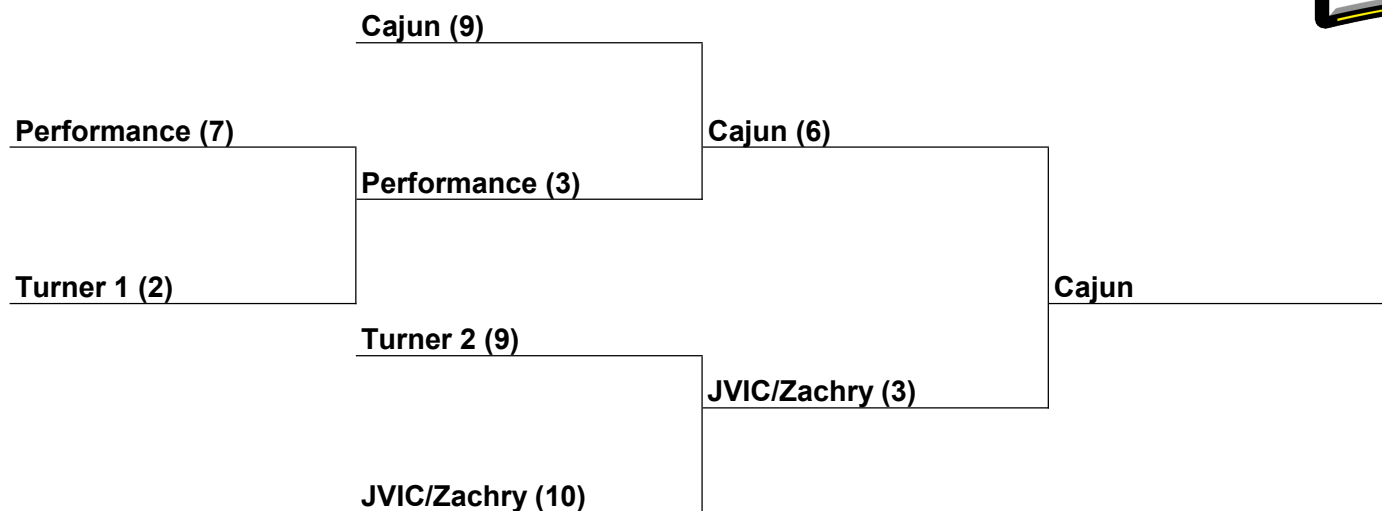 Cajun (9)
Performance (7)
Cajun (6)
Performance (3)
Turner 1 (2)
Cajun
Turner 2 (9)
JVIC/Zachry (3)
JVIC/Zachry (10)